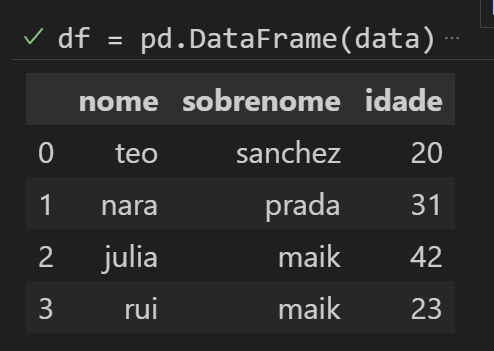 df = pd.DataFrame(data) ...
nome sobrenome idade
0 teo sanchez 20
1 nara prada 31
2 julia maik 42
3 rui maik 23